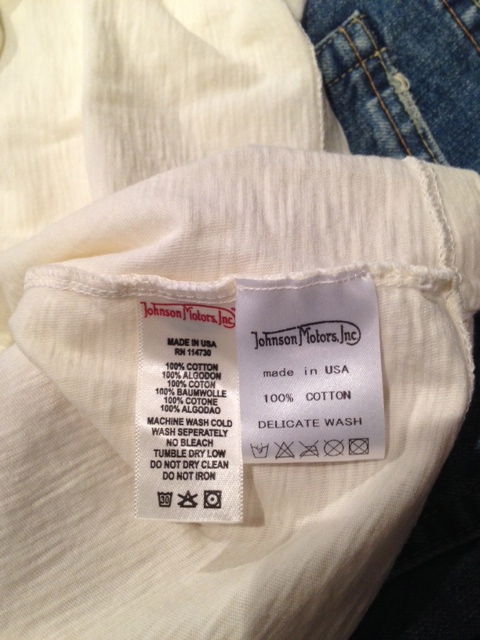 Johnson Motors, Inc
MADE IN USA
RN 114730
100% COTTON
100% ALGODON
100% COTON
100% BAUMWOLLE
100% COTONE
100% ALGODAO
MACHINE WASH COLD
WASH SEPERATELY
NO BLEACH
TUMBLE DRY LOW
DO NOT DRY CLEAN
DO NOT IRON
30
Johnson Motors, Inc
made in USA
100% COTTON
DELICATE WASH